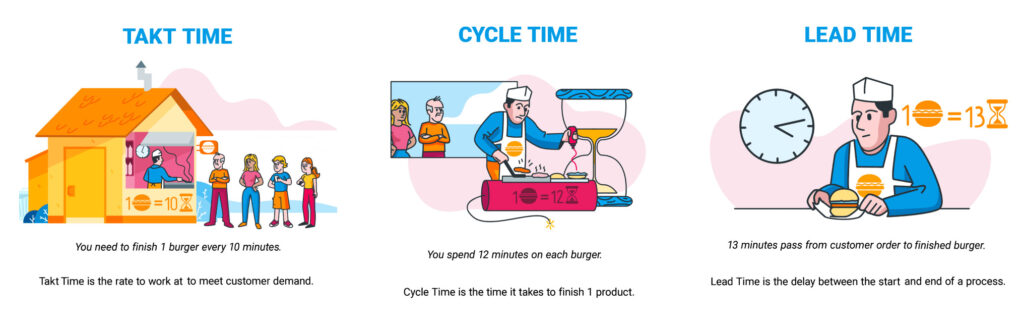 TAKT TIME
1 = 10
You need to finish 1 burger every 10 minutes.
Takt Time is the rate to work at to meet customer demand.
CYCLE TIME
1 = 12
You spend 12 minutes on each burger.
Cycle Time is the time it takes to finish 1 product.
LEAD TIME
1 = 13
13 minutes pass from customer order to finished burger.
Lead Time is the delay between the start and end of a process.